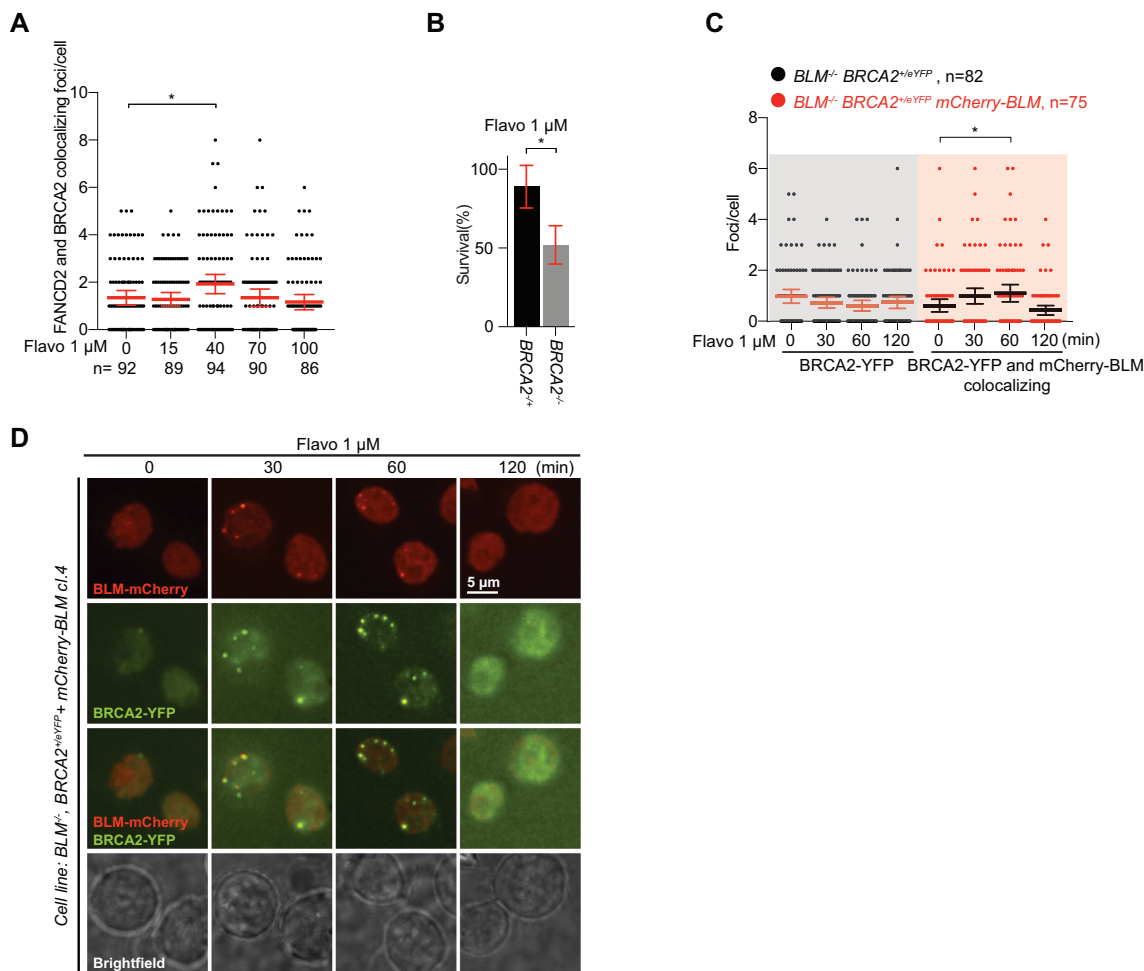 A
FANCD2 and BRCA2 colocalizing foci/cell
10
8
6
4
2
0
*
Flavo 1 µM 0 15 40 70 100
n= 92 89 94 90 86
B
Flavo 1 µM
*
Survival(%)
100
50
0
BRCA2-/+
BRCA2-/-
C
BLM-/- BRCA2+/eYFP , n=82
BLM-/- BRCA2+/eYFP mCherry-BLM, n=75
Foci/cell
8
6
4
2
0
*
Flavo 1 µM 0 30 60 120 0 30 60 120 (min)
BRCA2-YFP BRCA2-YFP and mCherry-BLM
colocalizing
D
Flavo 1 µM
0 30 60 120 (min)
Cell line: BLM-/-, BRCA2+/eYFP+ mCherry-BLM cl.4
BLM-mCherry
5 µm
BRCA2-YFP
BLM-mCherry
BRCA2-YFP
Brightfield